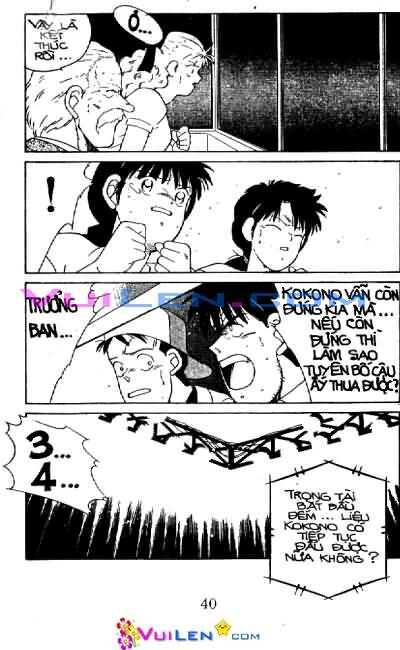 VẬY LÀ
KẾT
THÚC
RỒI...
Ớ...
!
TRƯỞNG
BAN...
KOKONO VẪN CÒN
ĐỨNG KIA MÀ...
NẾU CÒN
ĐỨNG THÌ
LÀM SAO
TUYÊN BỐ CẬU
ẤY THUA ĐƯỢC?
VUILEN.COM
3...
4...
TRỌNG TÀI
BẮT ĐẦU
ĐẾM... LIỆU
KOKONO CÓ
TIẾP TỤC
ĐẤU ĐƯỢC
NỮA KHÔNG?
40
VUILEN.COM